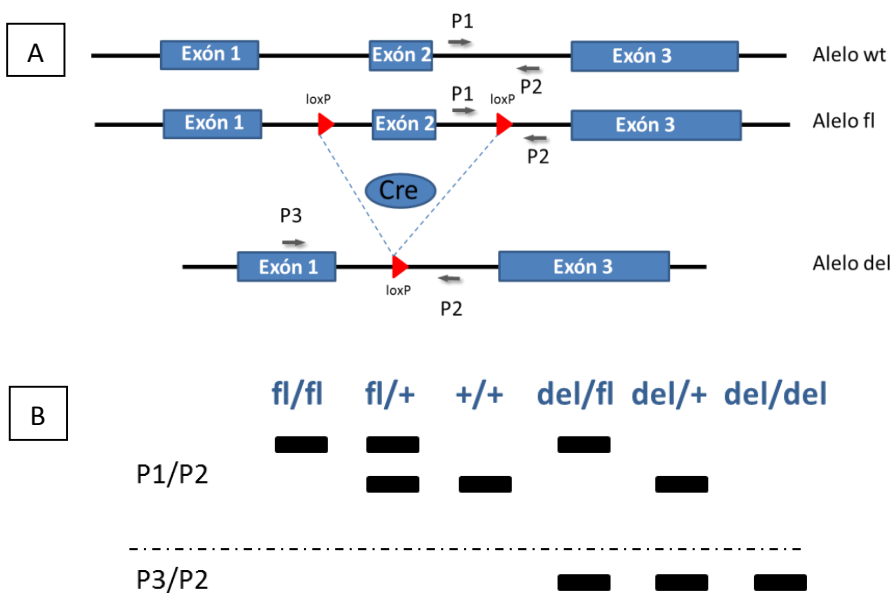 A
P1
Exón 1 Exón 2 Exón 3 Alelo wt
P2
loxP P1 loxP
Exón 1 Exón 2 Exón 3 Alelo fl
P2
Cre
P3
Exón 1 Exón 3 Alelo del
loxP
P2
B
fl/fl fl/+ +/+ del/fl del/+ del/del
P1/P2
P3/P2